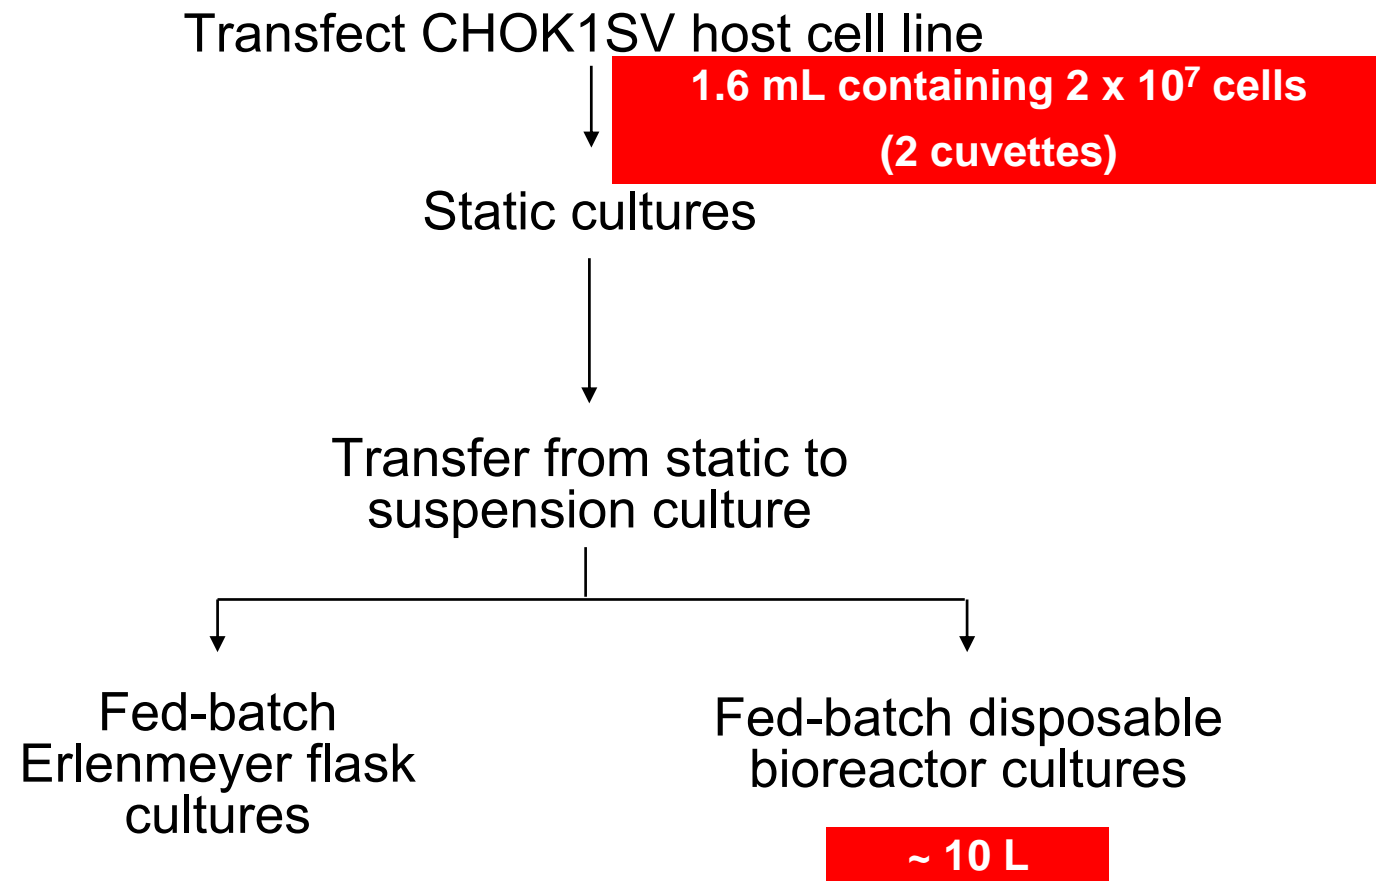 Transfect CHOK1SV host cell line
1.6 mL containing 2 x 10⁷ cells
(2 cuvettes)
Static cultures
Transfer from static to
suspension culture
Fed-batch
Erlenmeyer flask
cultures
Fed-batch disposable
bioreactor cultures
~ 10 L